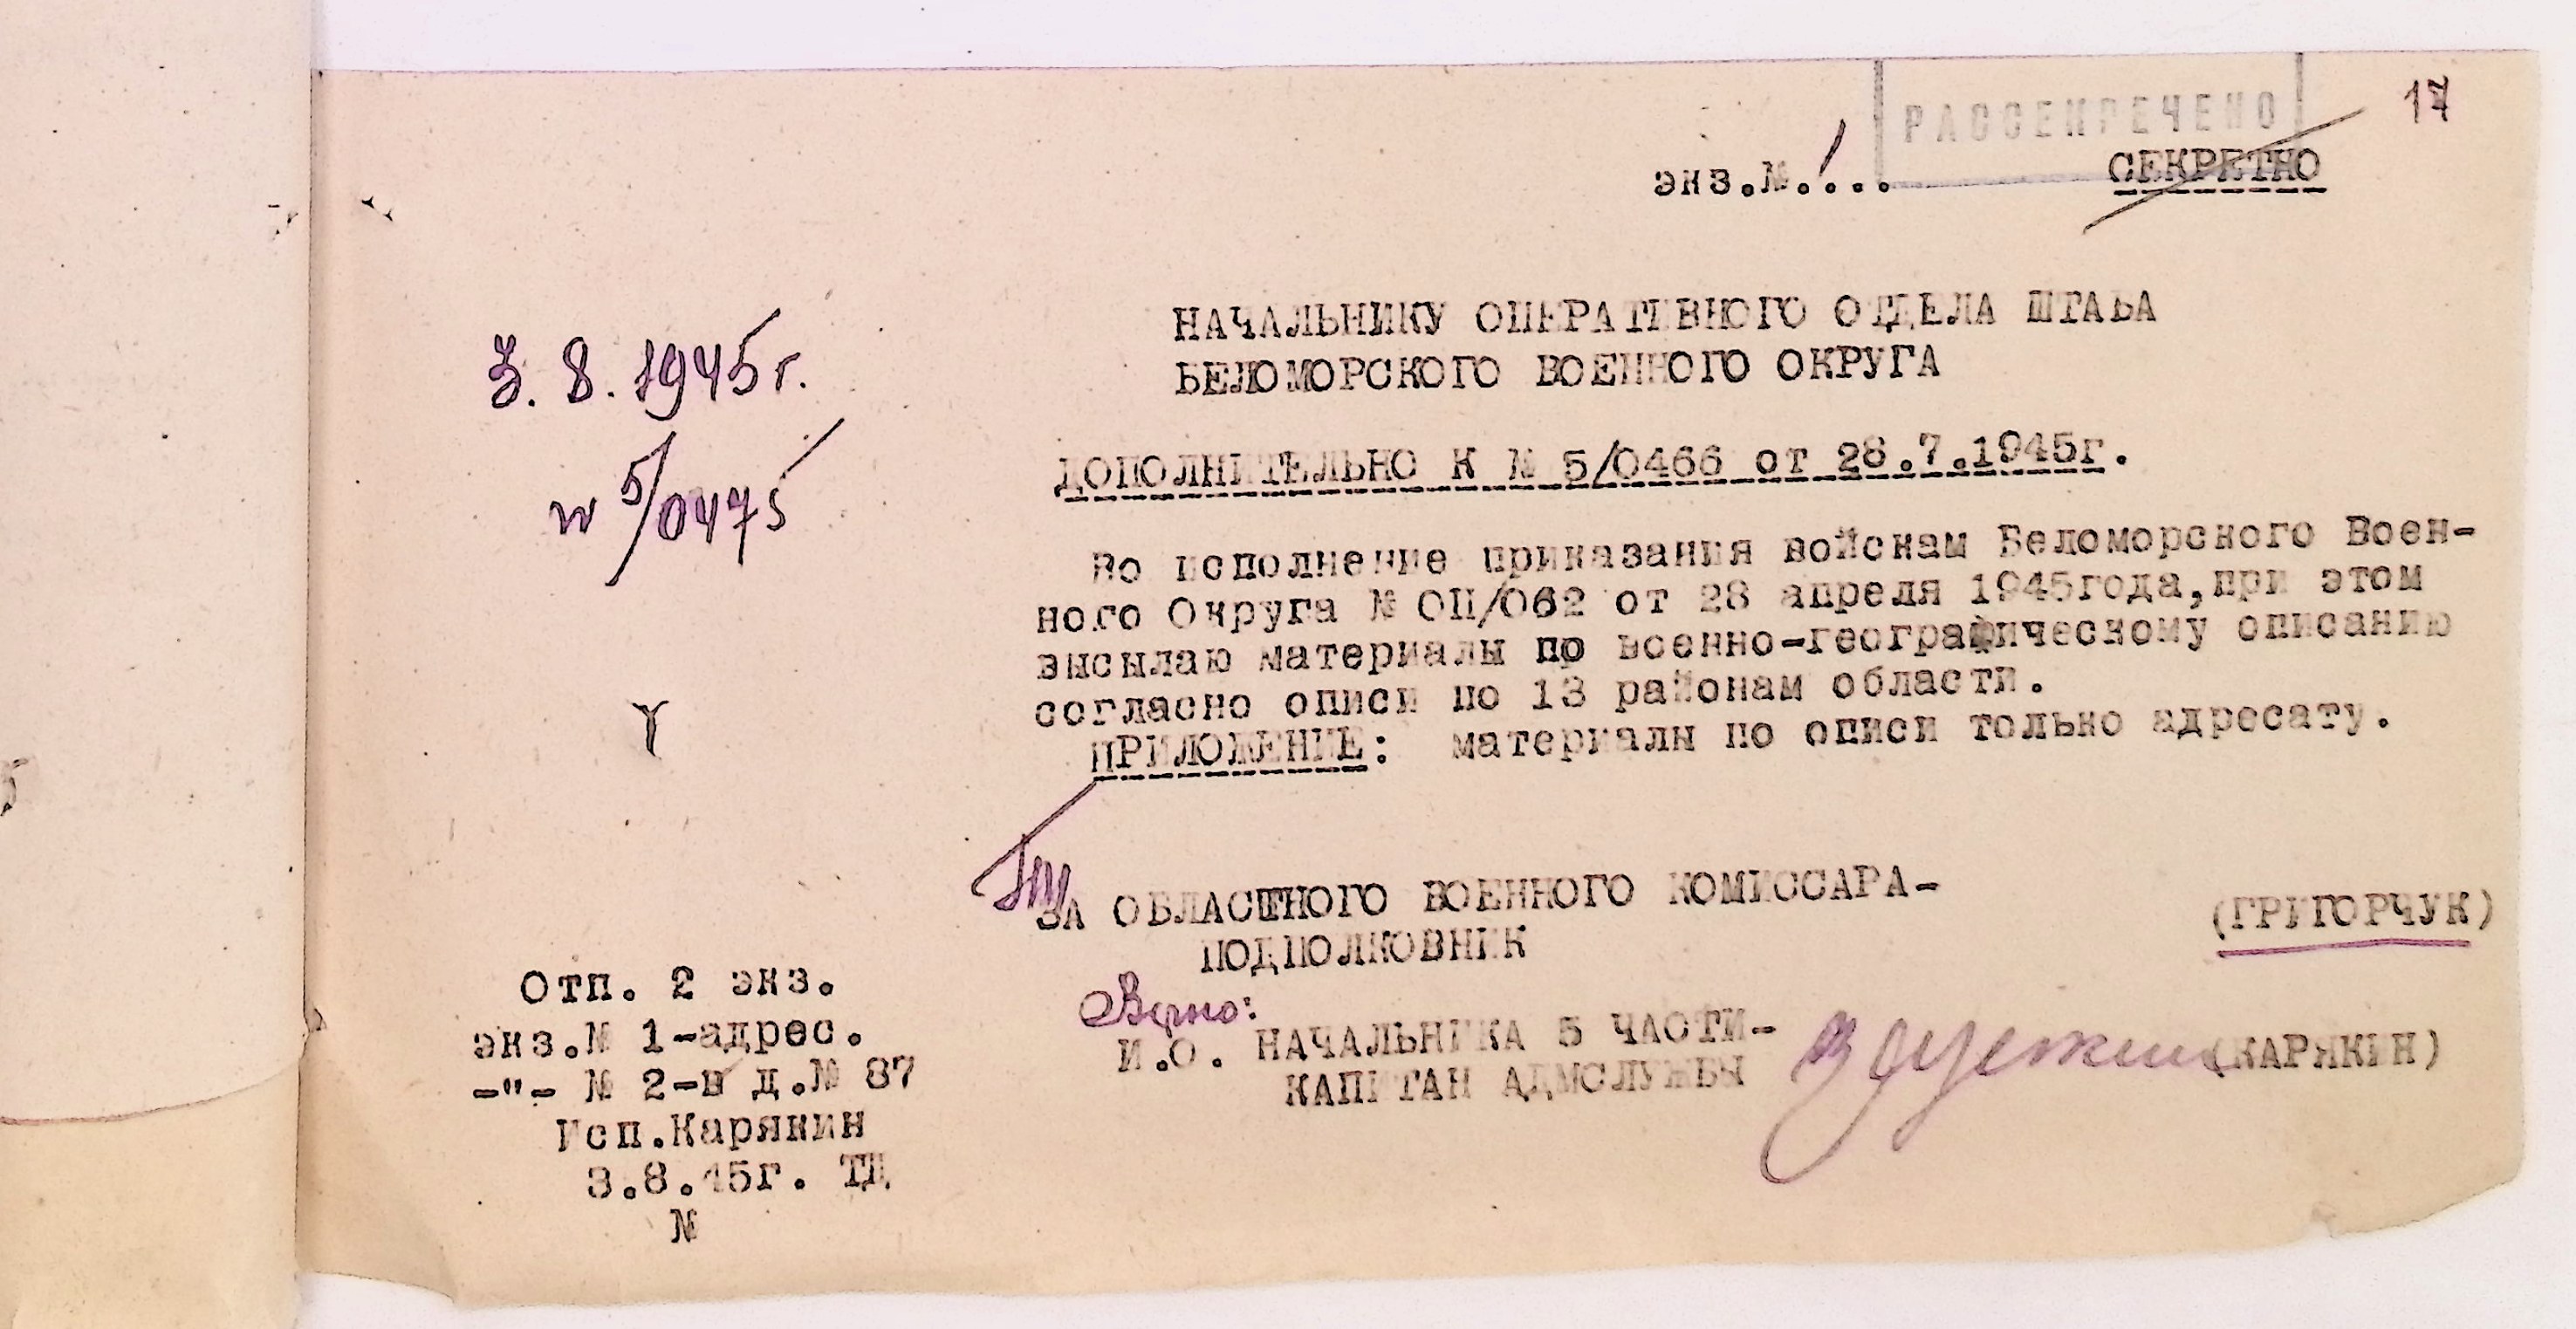 17
РАССЕКРЕЧЕНО
экз.№.1...
СЕКРЕТНО
3.8.1945г.
№ 5/0475
НАЧАЛЬНИКУ ОПЕРАТИВНОГО ОТДЕЛА ШТАБА
БЕЛОМОРСКОГО ВОЕННОГО ОКРУГА
ДОПОЛНИТЕЛЬНО К № 5/0466 от 28.7.1945г.
Во исполнение приказания войскам Беломорского Воен-
ного Округа № ОП/062 от 28 апреля 1945года,при этом
высылаю материалы по военно-географическому описанию
согласно описи по 13 районам области.
ПРИЛОЖЕНИЕ: материалы по описи только адресату.
ЗА ОБЛАСТНОГО ВОЕННОГО КОМИССАРА-
ПОДПОЛКОВНИК
(ГРИГОРЧУК)
Верно:
И.О. НАЧАЛЬНИКА 5 ЧАСТИ-
КАПИТАН АДМСЛУЖБЫ
(КАРЯКИН)
Отп. 2 экз.
экз.№ 1-адрес.
-"- № 2-в д.№ 87
Исп.Карякин
3.8.45г. ТД
№